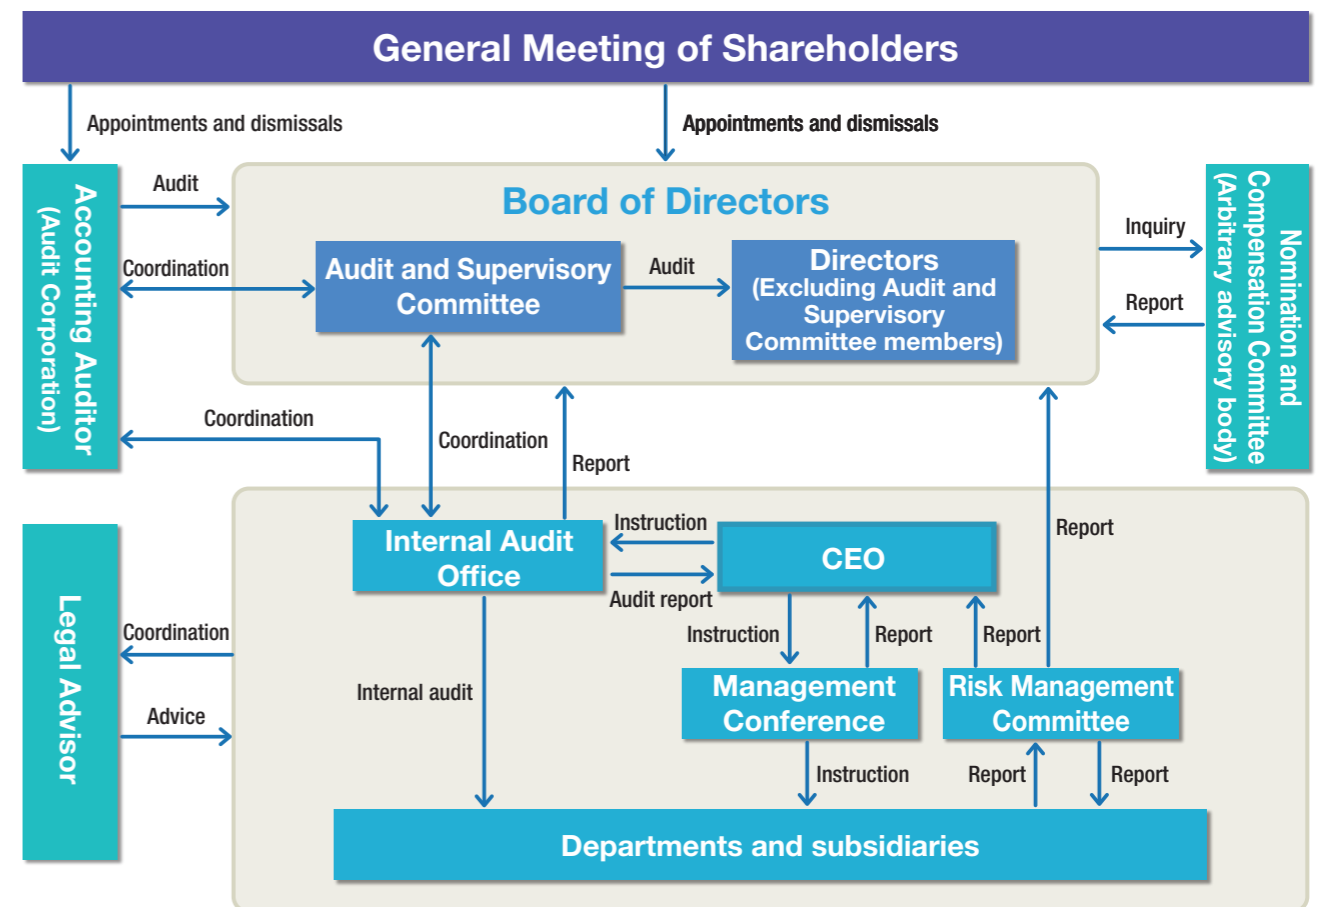 General Meeting of Shareholders
Appointments and dismissals
Appointments and dismissals
Accounting Auditor
(Audit Corporation)
Audit
Coordination
Board of Directors
Audit and Supervisory
Committee
Audit
Directors
(Excluding Audit and
Supervisory
Committee members)
Inquiry
Report
Nomination and
Compensation Committee
(Arbitrary advisory body)
Coordination
Coordination
Report
Report
Legal Advisor
Coordination
Advice
Internal Audit
Office
Instruction
Audit report
CEO
Instruction
Report
Report
Internal audit
Management
Conference
Risk Management
Committee
Instruction
Report
Report
Departments and subsidiaries